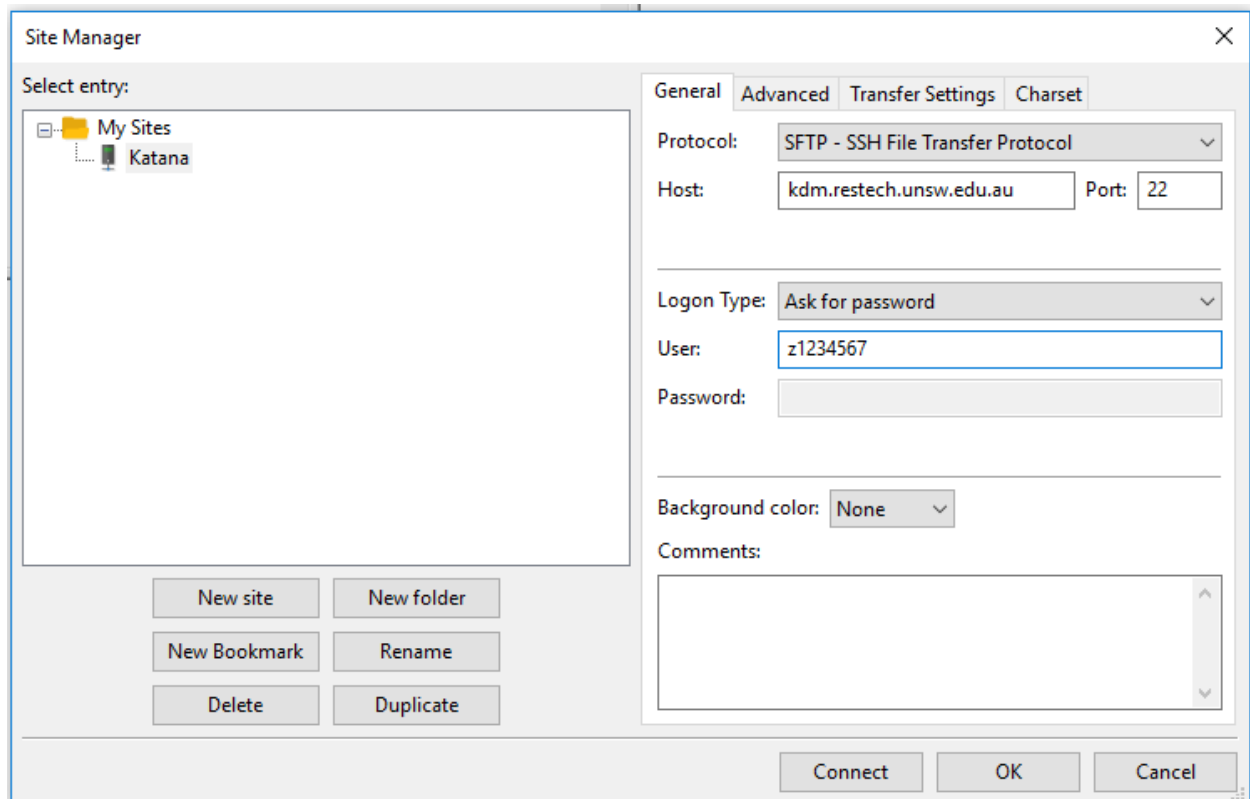 Site Manager
Select entry:
My Sites
Katana
New site New folder
New Bookmark Rename
Delete Duplicate
General Advanced Transfer Settings Charset
Protocol: SFTP - SSH File Transfer Protocol
Host: kdm.restech.unsw.edu.au Port: 22
Logon Type: Ask for password
User: z1234567
Password:
Background color: None
Comments:
Connect OK Cancel